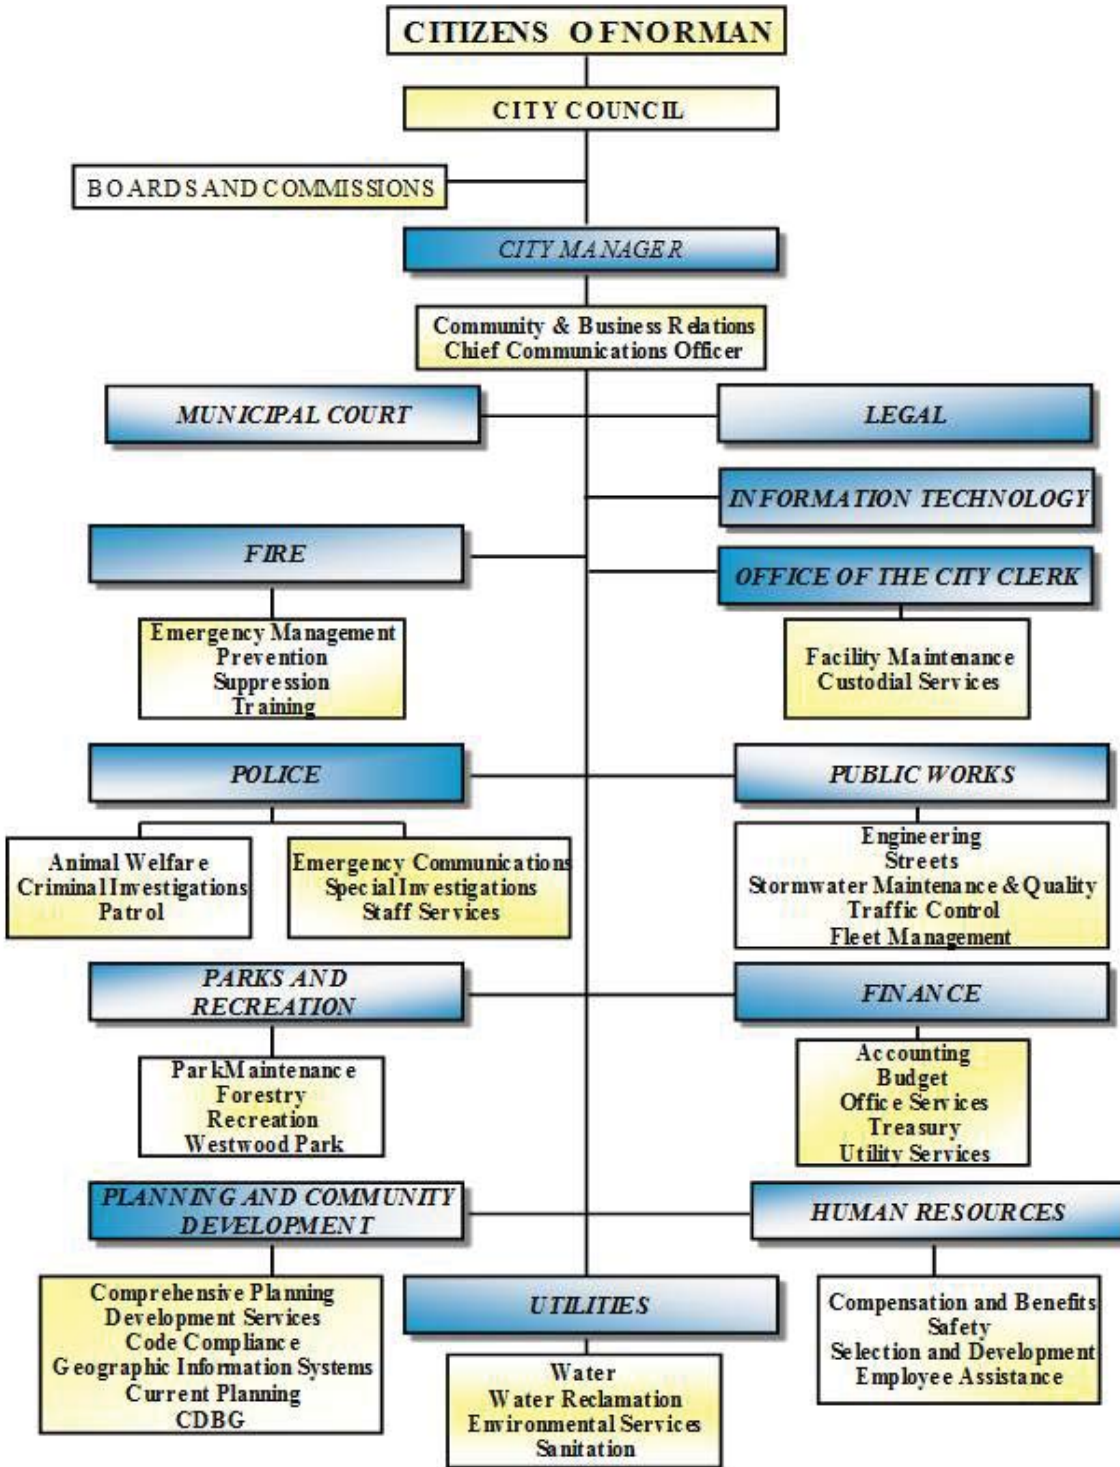 CITIZENS OF NORMAN
CITY COUNCIL
BOARDS AND COMMISSIONS
CITY MANAGER
Community & Business Relations
Chief Communications Officer
MUNICIPAL COURT
LEGAL
INFORMATION TECHNOLOGY
FIRE
OFFICE OF THE CITY CLERK
Emergency Management
Prevention
Suppression
Training
Facility Maintenance
Custodial Services
POLICE
PUBLIC WORKS
Animal Welfare
Criminal Investigations
Patrol
Emergency Communications
Special Investigations
Staff Services
Engineering
Streets
Stormwater Maintenance & Quality
Traffic Control
Fleet Management
PARKS AND
RECREATION
FINANCE
Park Maintenance
Forestry
Recreation
Westwood Park
Accounting
Budget
Office Services
Treasury
Utility Services
PLANNING AND COMMUNITY
DEVELOPMENT
HUMAN RESOURCES
Comprehensive Planning
Development Services
Code Compliance
Geographic Information Systems
Current Planning
CDBG
UTILITIES
Water
Water Reclamation
Environmental Services
Sanitation
Compensation and Benefits
Safety
Selection and Development
Employee Assistance